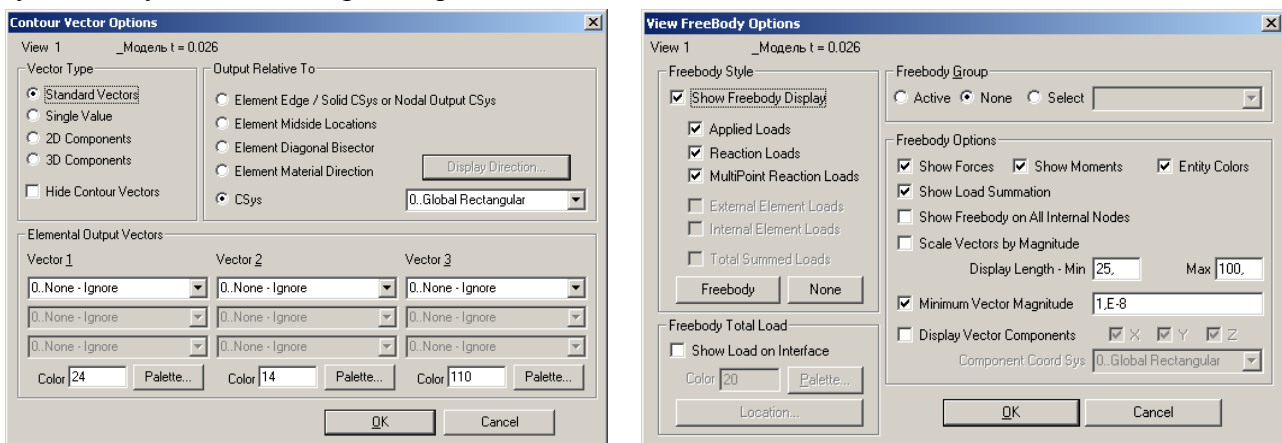 Contour Vector Options
View 1 _Модель t = 0.026
Vector Type
Standard Vectors
Single Value
2D Components
3D Components
Hide Contour Vectors
Output Relative To
Element Edge / Solid CSys or Nodal Output CSys
Element Midside Locations
Element Diagonal Bisector
Element Material Direction
Display Direction...
CSys 0..Global Rectangular
Elemental Output Vectors
Vector 1 Vector 2 Vector 3
0..None - Ignore 0..None - Ignore 0..None - Ignore
0..None - Ignore 0..None - Ignore 0..None - Ignore
0..None - Ignore 0..None - Ignore 0..None - Ignore
Color 24 Palette... Color 14 Palette... Color 110 Palette...
OK Cancel
View FreeBody Options
View 1 _Модель t = 0.026
Freebody Style
Show Freebody Display
Applied Loads
Reaction Loads
MultiPoint Reaction Loads
External Element Loads
Internal Element Loads
Total Summed Loads
Freebody None
Freebody Total Load
Show Load on Interface
Color 20 Palette...
Location...
Freebody Group
Active None Select
Freebody Options
Show Forces Show Moments Entity Colors
Show Load Summation
Show Freebody on All Internal Nodes
Scale Vectors by Magnitude
Display Length - Min 25, Max 100,
Minimum Vector Magnitude 1,E-8
Display Vector Components X Y Z
Component Coord Sys 0..Global Rectangular
OK Cancel